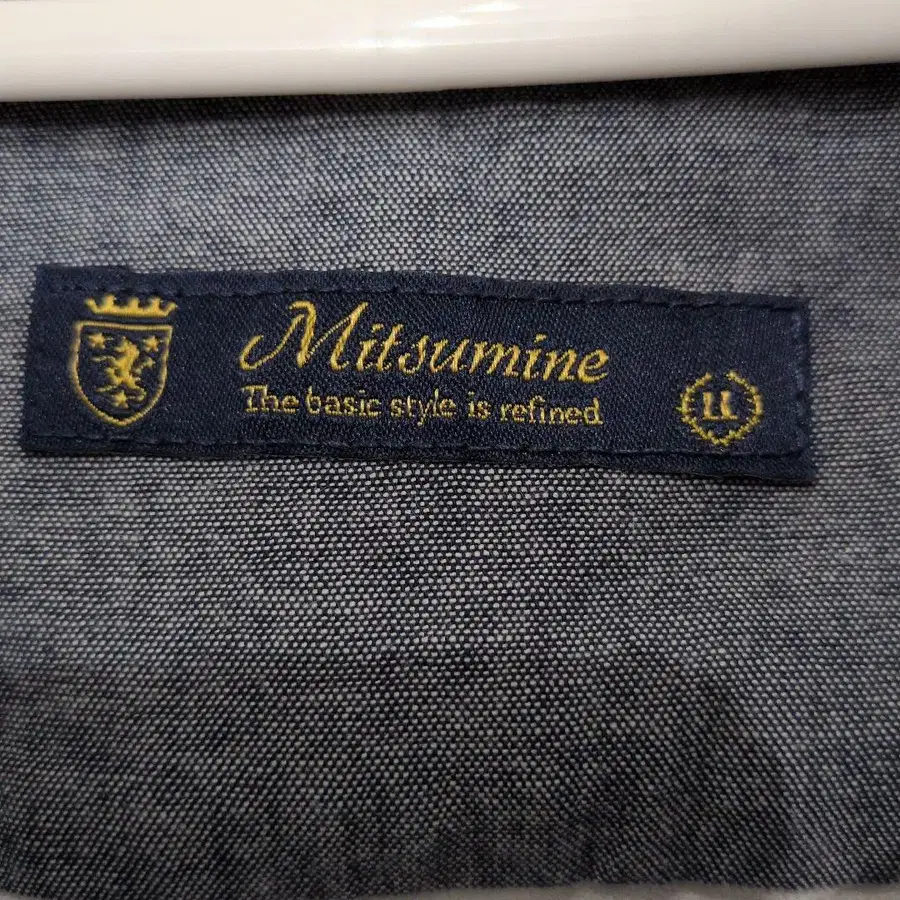 Mitsumine
The basic style is refined
LL